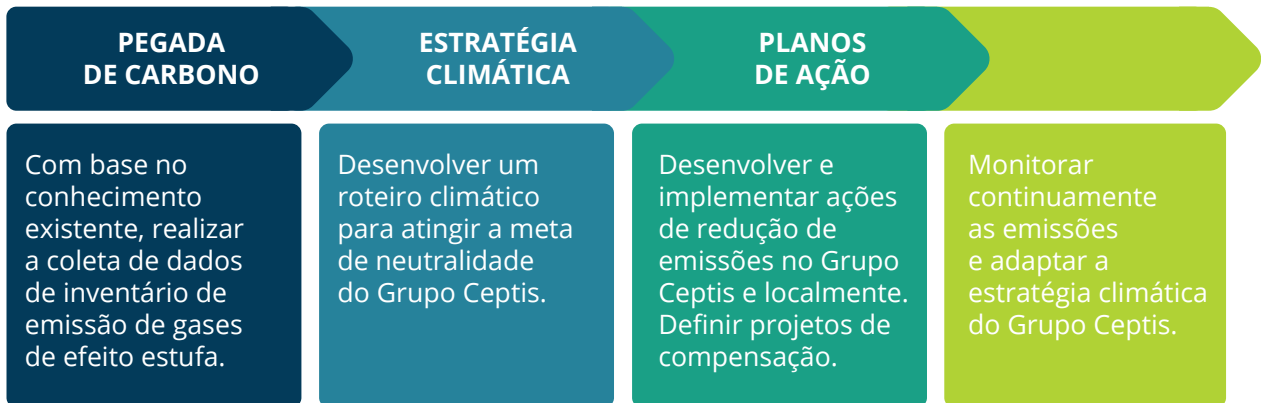 PEGADA
DE CARBONO
ESTRATÉGIA
CLIMÁTICA
PLANOS
DE AÇÃO
Com base no
conhecimento
existente, realizar
a coleta de dados
de inventário de
emissão de gases
de efeito estufa.
Desenvolver um
roteiro climático
para atingir a meta
de neutralidade
do Grupo Ceptis.
Desenvolver e
implementar ações
de redução de
emissões no Grupo
Ceptis e localmente.
Definir projetos de
compensação.
Monitorar
continuamente
as emissões
e adaptar a
estratégia climática
do Grupo Ceptis.